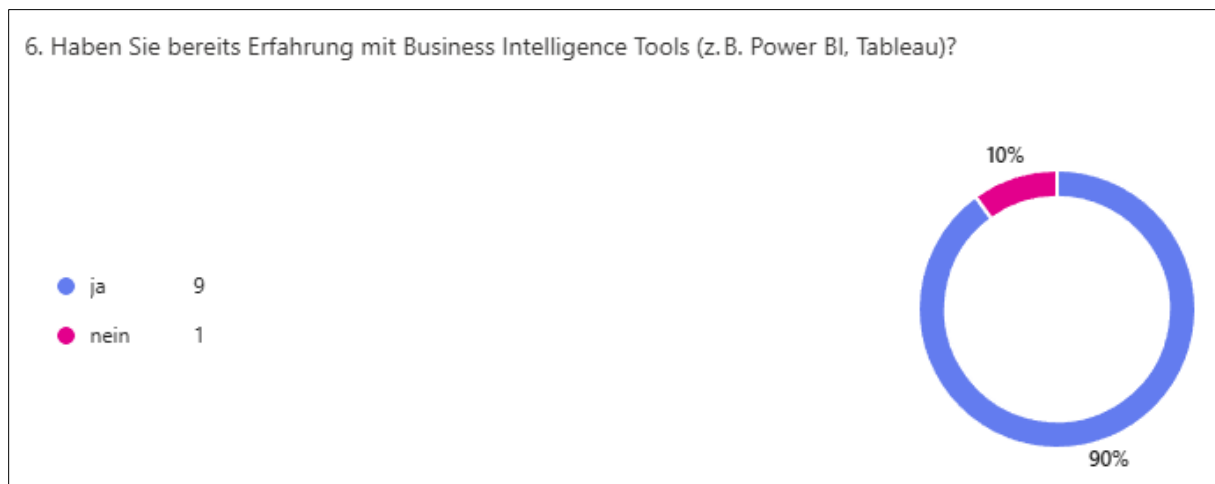 6. Haben Sie bereits Erfahrung mit Business Intelligence Tools (z. B. Power BI, Tableau)?
10%
ja 9
nein 1
90%